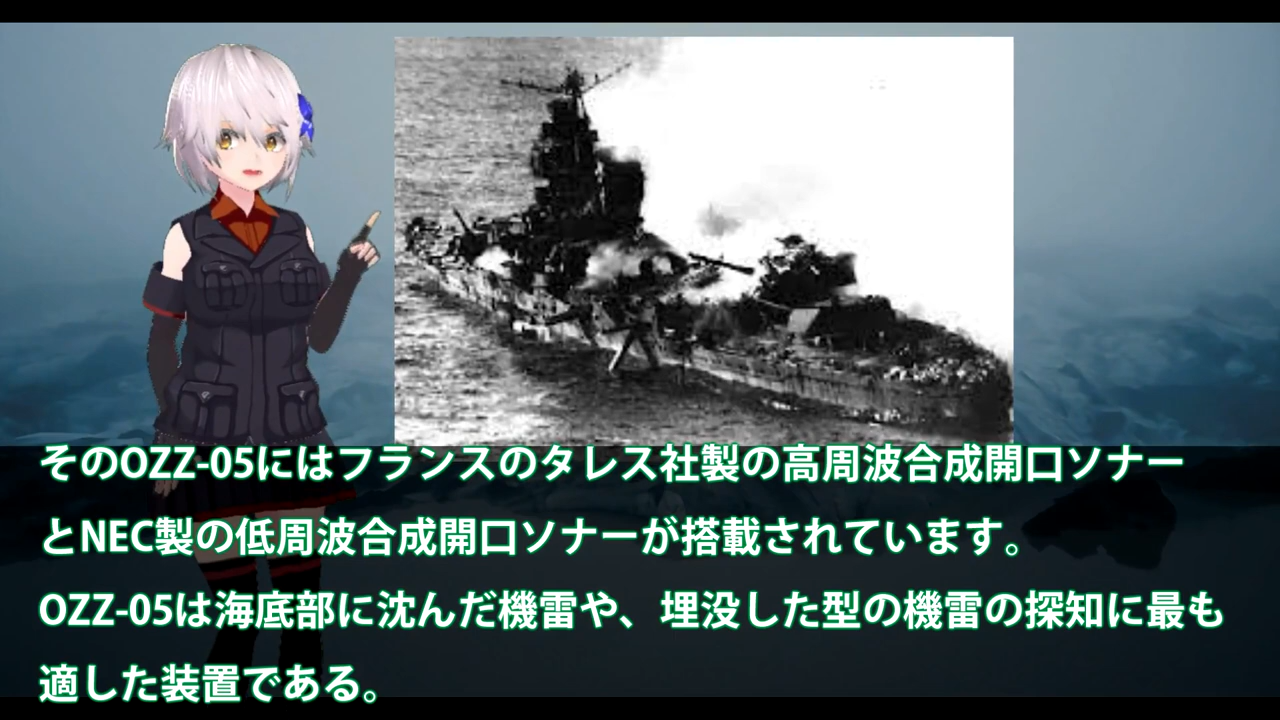 そのOZZ-05にはフランスのタレス社製の高周波合成開口ソナー
とNEC製の低周波合成開口ソナーが搭載されています。
OZZ-05は海底部に沈んだ機雷や、埋没した型の機雷の探知に最も
適した装置である。